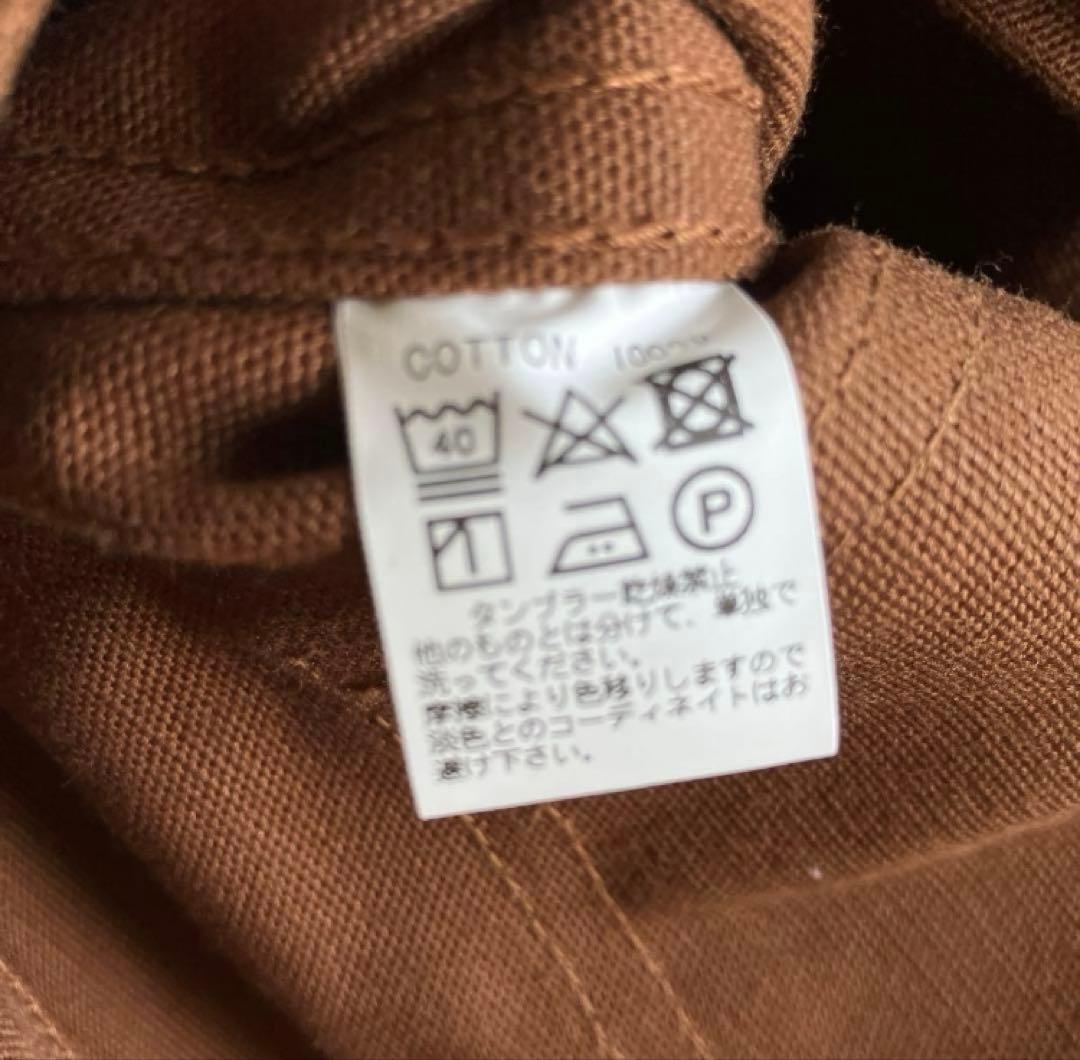 COTTON 100%
40
P
タンブラー乾燥禁止
他のものとは分けて、単独で
洗ってください。
摩擦により色移りしますので
淡色とのコーディネイトはお
避け下さい。